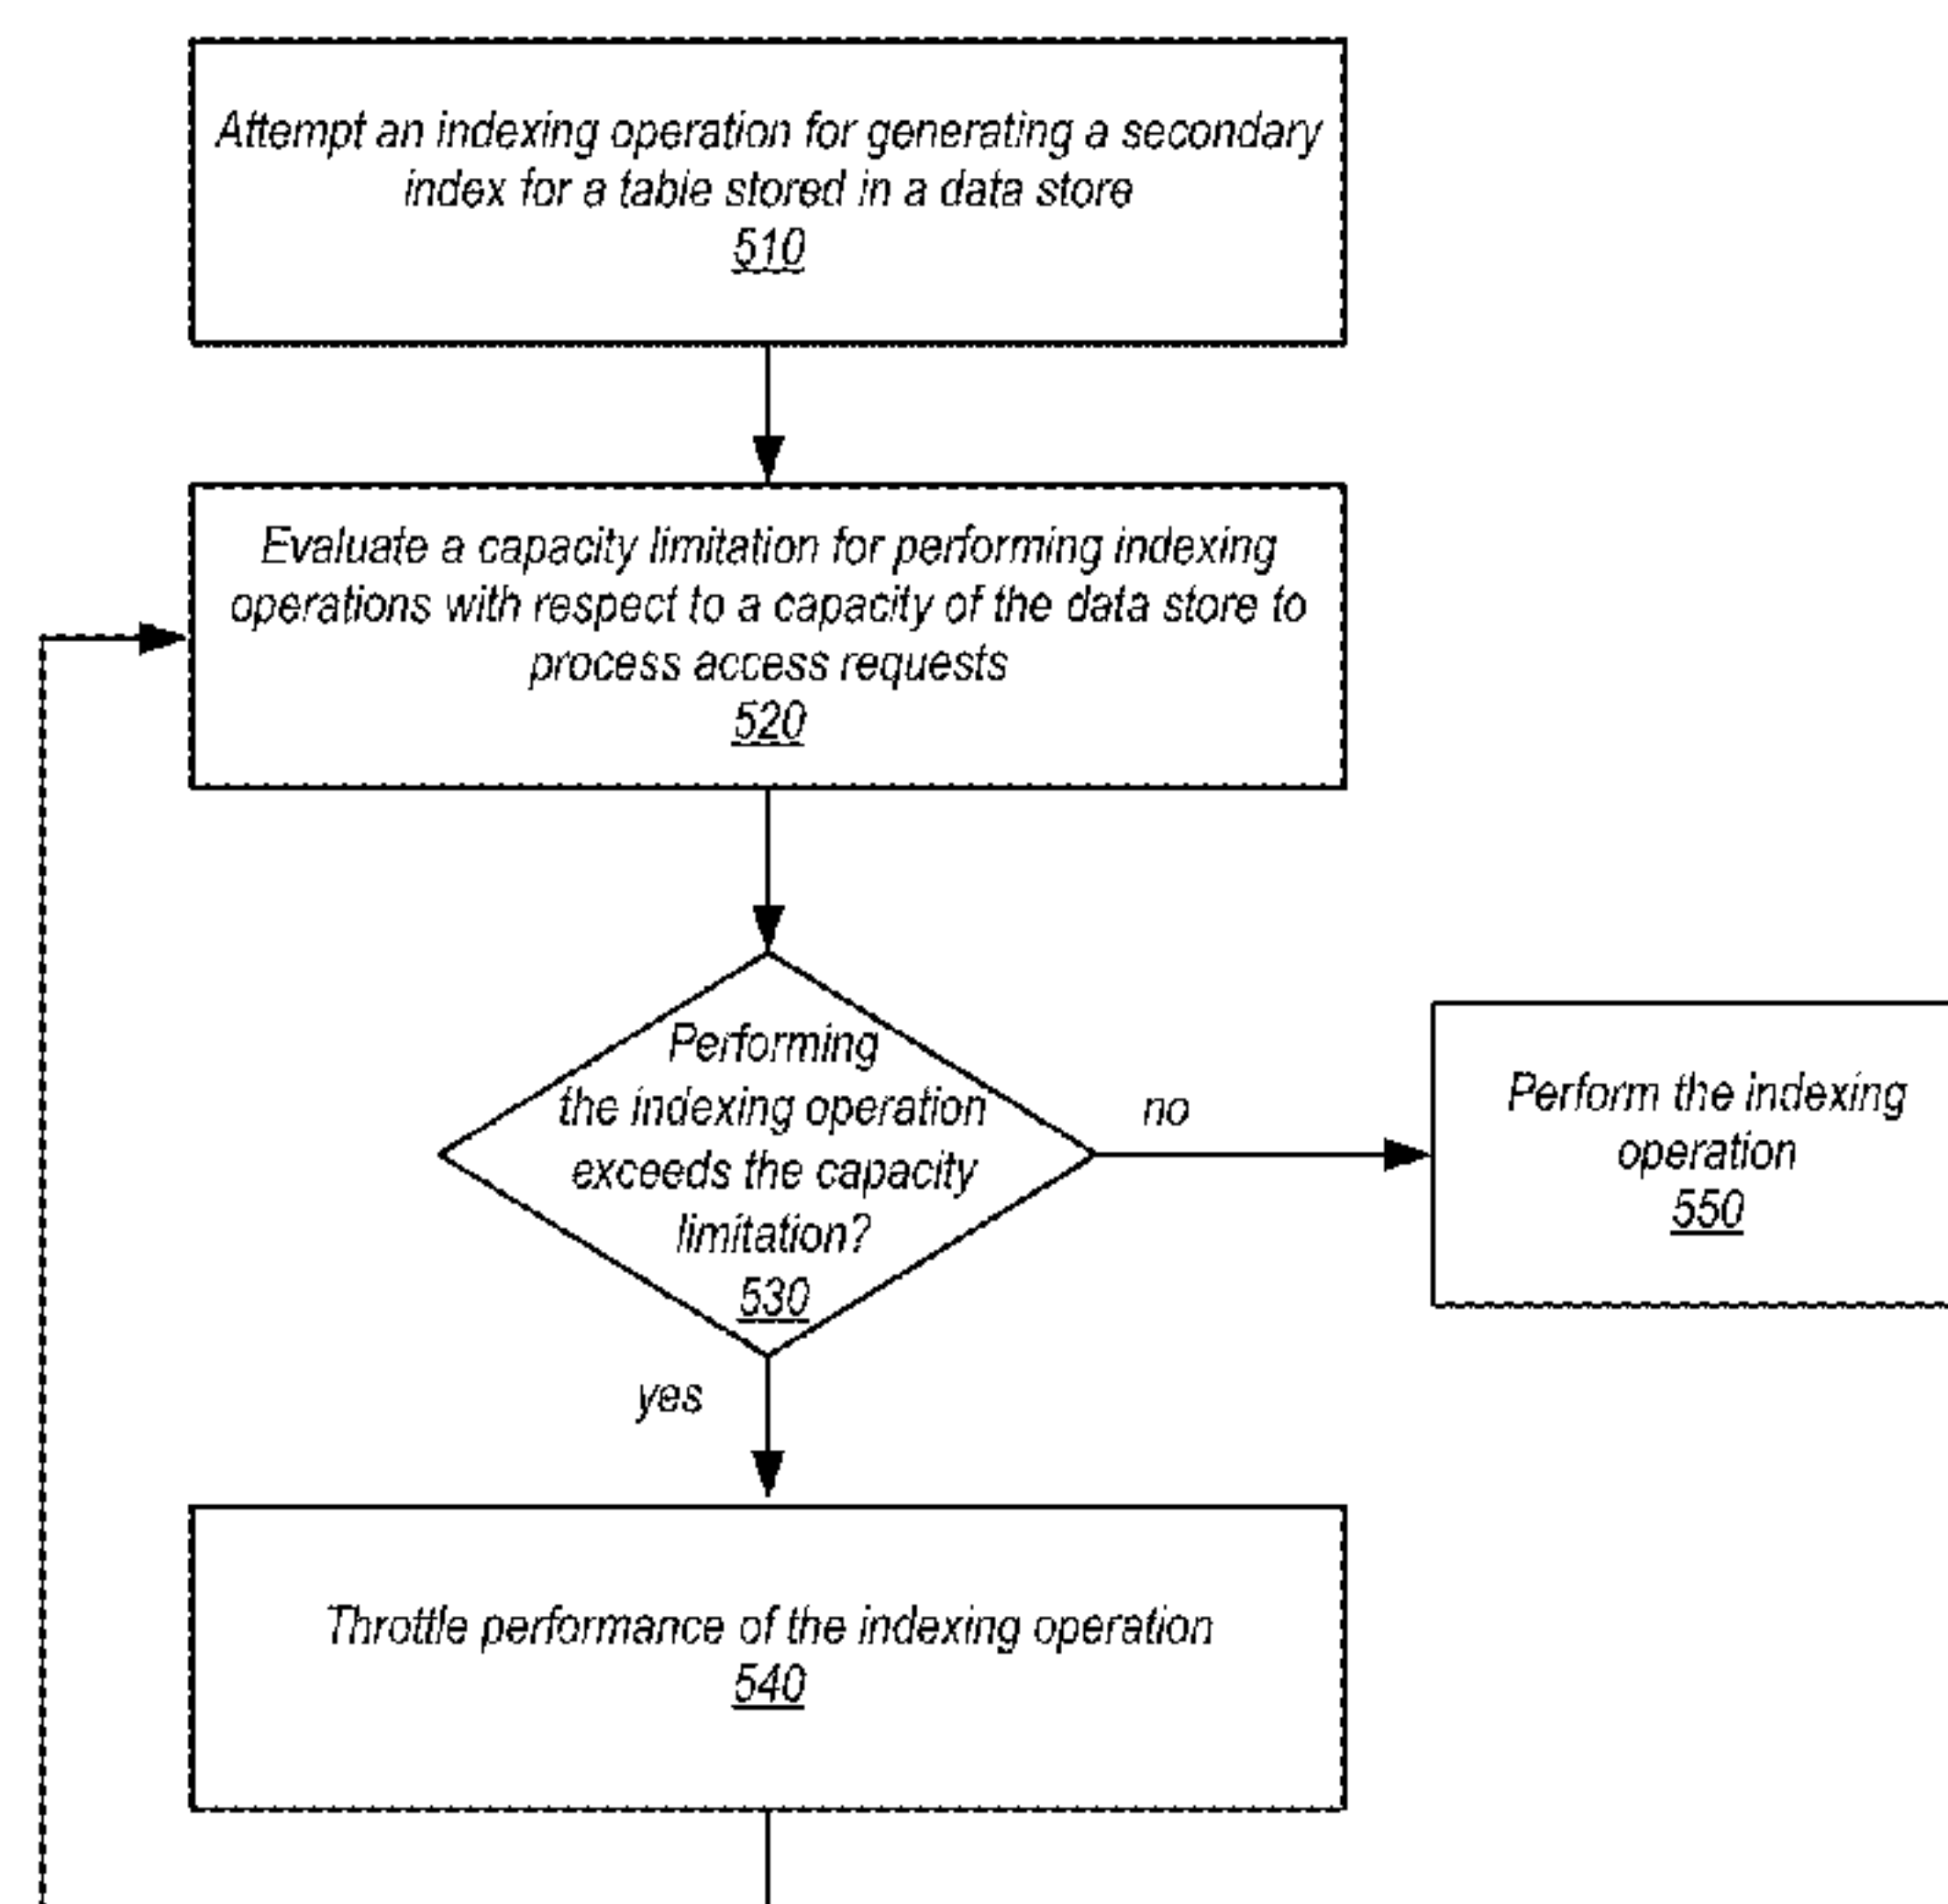 Attempt an indexing operation for generating a secondary
index for a table stored in a data store
510
Evaluate a capacity limitation for performing indexing
operations with respect to a capacity of the data store to
process access requests
520
Performing
the indexing operation
exceeds the capacity
limitation?
530
no
Perform the indexing
operation
550
yes
Throttle performance of the indexing operation
540